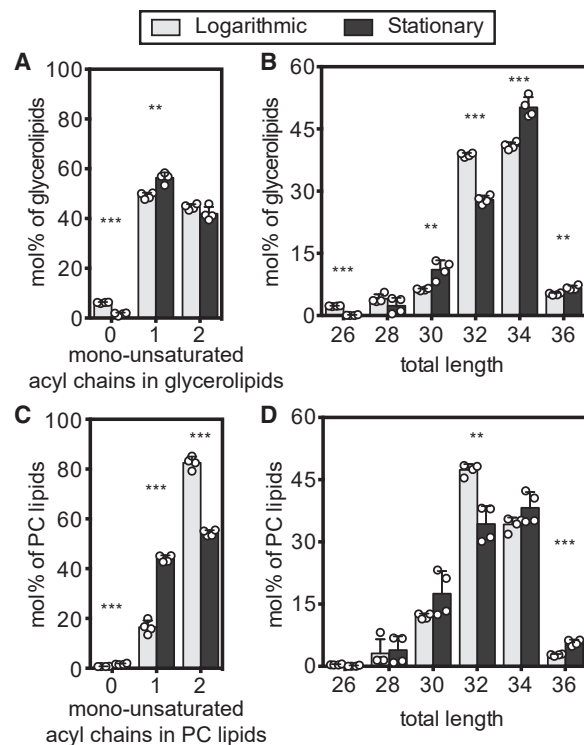 Logarithmic Stationary
A
**
***
100
80
60
40
20
0
mol% of glycerolipids
0 1 2
mono-unsaturated
acyl chains in glycerolipids
B
***
***
**
***
**
60
45
30
15
0
mol% of glycerolipids
26 28 30 32 34 36
total length
C
***
***
***
100
80
60
40
20
0
mol% of PC lipids
0 1 2
mono-unsaturated
acyl chains in PC lipids
D
**
***
60
45
30
15
0
mol% of PC lipids
26 28 30 32 34 36
total length